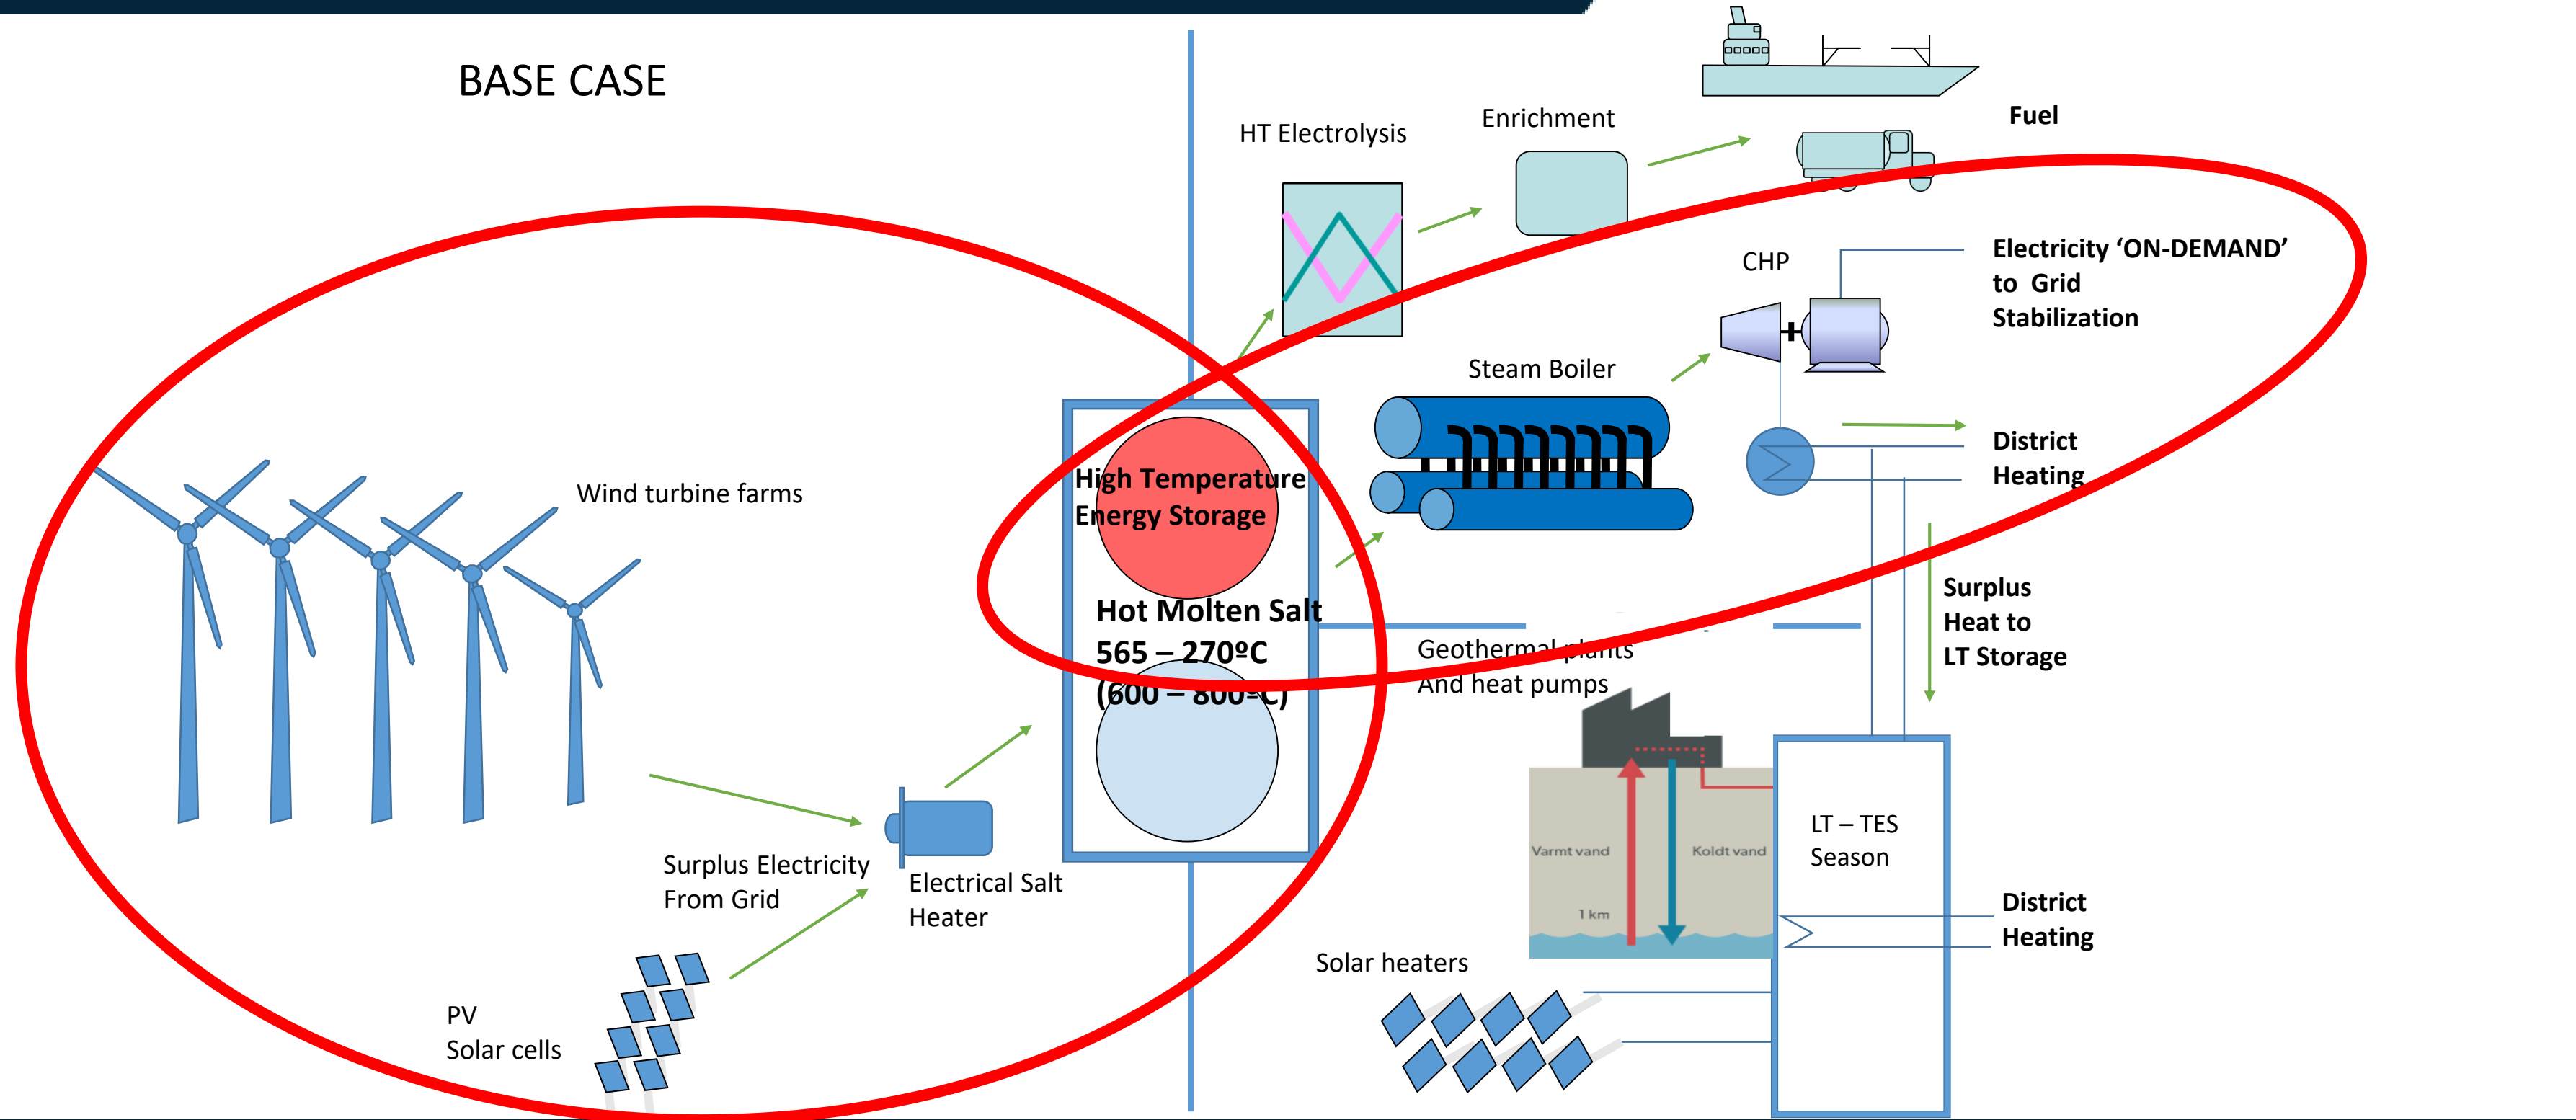 BASE CASE
HT Electrolysis
Enrichment
Fuel
CHP
Electricity ‘ON-DEMAND’
to Grid
Stabilization
Steam Boiler
District
Heating
Wind turbine farms
High Temperature
Energy Storage
Hot Molten Salt
565 – 270ºC
(600 – 800ºC)
Surplus
Heat to
LT Storage
Geothermal plants
And heat pumps
Varmt vand
Koldt vand
1 km
LT – TES
Season
Surplus Electricity
From Grid
Electrical Salt
Heater
District
Heating
Solar heaters
PV
Solar cells